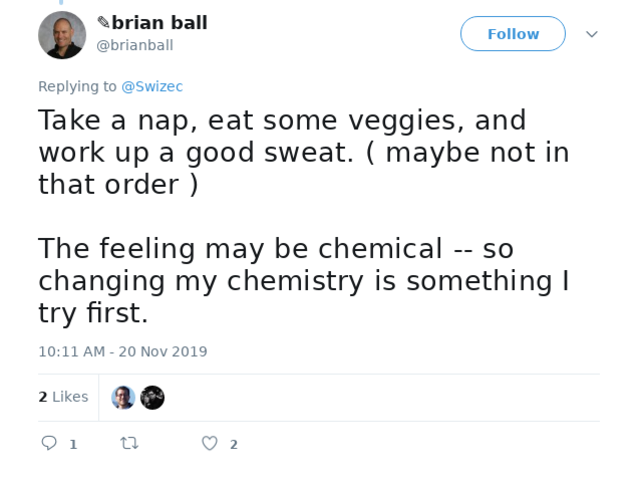 ✎brian ball
@brianball
Follow
Replying to @Swizec
Take a nap, eat some veggies, and
work up a good sweat. ( maybe not in
that order )
The feeling may be chemical -- so
changing my chemistry is something I
try first.
10:11 AM - 20 Nov 2019
2 Likes
1 2